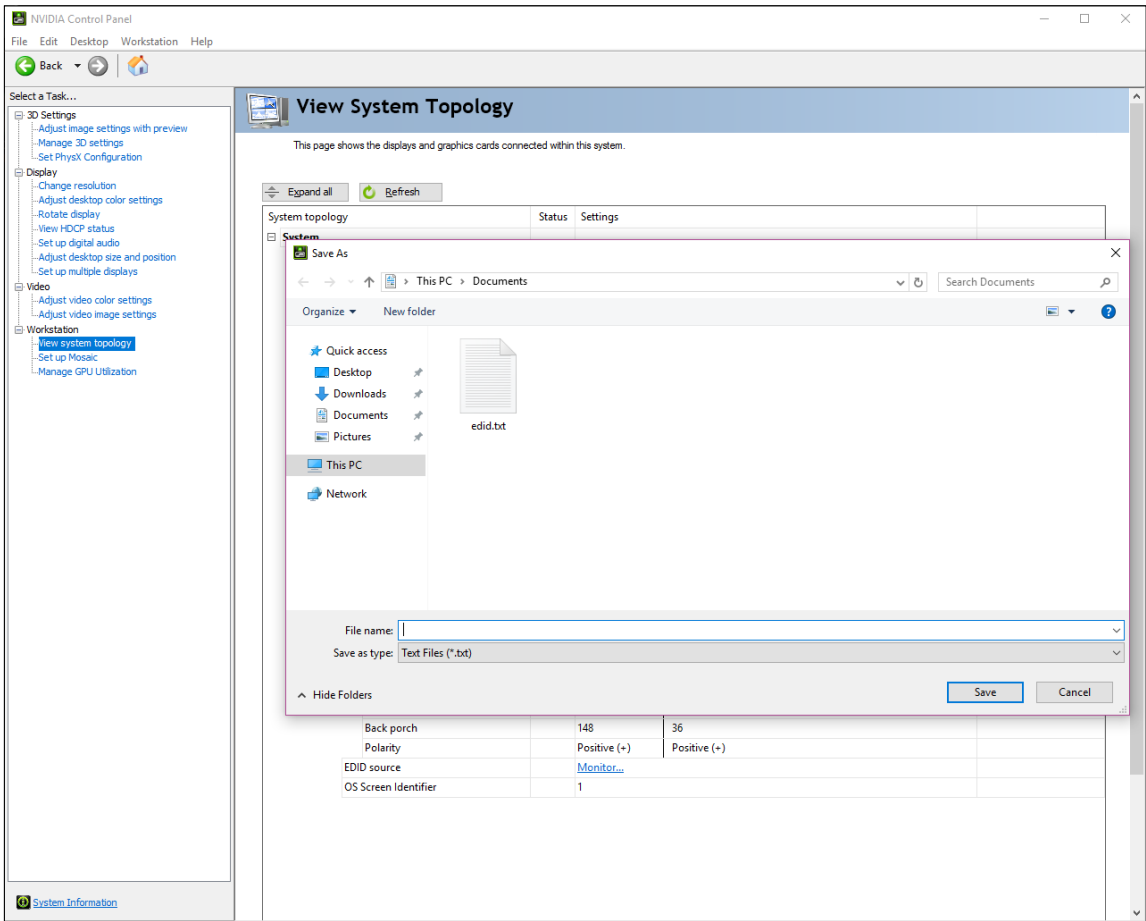 NVIDIA Control Panel
File Edit Desktop Workstation Help
Back
Select a Task...
3D Settings
Adjust image settings with preview
Manage 3D settings
Set PhysX Configuration
Display
Change resolution
Adjust desktop color settings
Rotate display
View HDCP status
Set up digital audio
Adjust desktop size and position
Set up multiple displays
Video
Adjust video color settings
Adjust video image settings
Workstation
View system topology
Set up Mosaic
Manage GPU Utilization
System Information
View System Topology
This page shows the displays and graphics cards connected within this system.
Expand all Refresh
System topology Status Settings
System
Save As
This PC > Documents
Search Documents
Organize New folder
Quick access
Desktop
Downloads
Documents
Pictures
This PC
Network
edid.txt
File name:
Save as type: Text Files (*.txt)
Hide Folders
Save Cancel
Back porch 148 36
Polarity Positive (+) Positive (+)
EDID source Monitor...
OS Screen Identifier 1